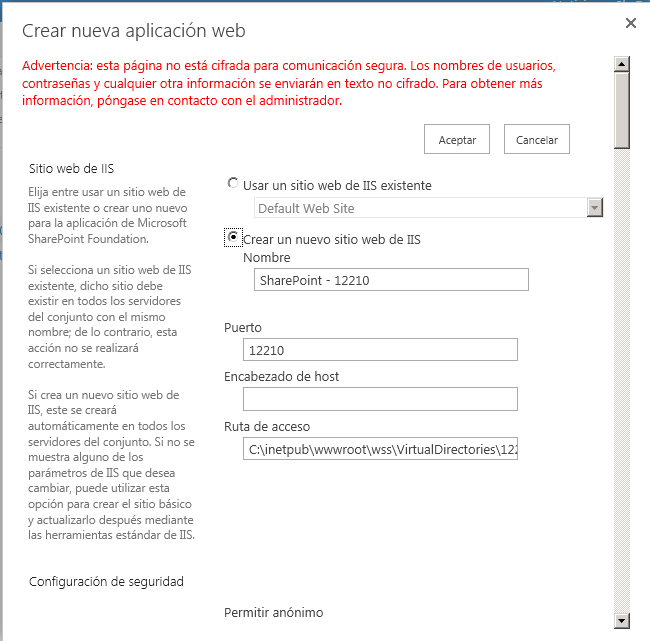 Crear nueva aplicación web
Advertencia: esta página no está cifrada para comunicación segura. Los nombres de usuarios,
contraseñas y cualquier otra información se enviarán en texto no cifrado. Para obtener más
información, póngase en contacto con el administrador.
Aceptar
Cancelar
Sitio web de IIS
Elija entre usar un sitio web de
IIS existente o crear uno nuevo
para la aplicación de Microsoft
SharePoint Foundation.
Si selecciona un sitio web de IIS
existente, dicho sitio debe
existir en todos los servidores
del conjunto con el mismo
nombre; de lo contrario, esta
acción no se realizará
correctamente.
Si crea un nuevo sitio web de
IIS, este se creará
automáticamente en todos los
servidores del conjunto. Si no se
muestra alguno de los
parámetros de IIS que desea
cambiar, puede utilizar esta
opción para crear el sitio básico
y actualizarlo después mediante
las herramientas estándar de IIS.
Usar un sitio web de IIS existente
Default Web Site
Crear un nuevo sitio web de IIS
Nombre
SharePoint - 12210
Puerto
12210
Encabezado de host
Ruta de acceso
C:\inetpub\wwwroot\wss\VirtualDirectories\122
Configuración de seguridad
Permitir anónimo